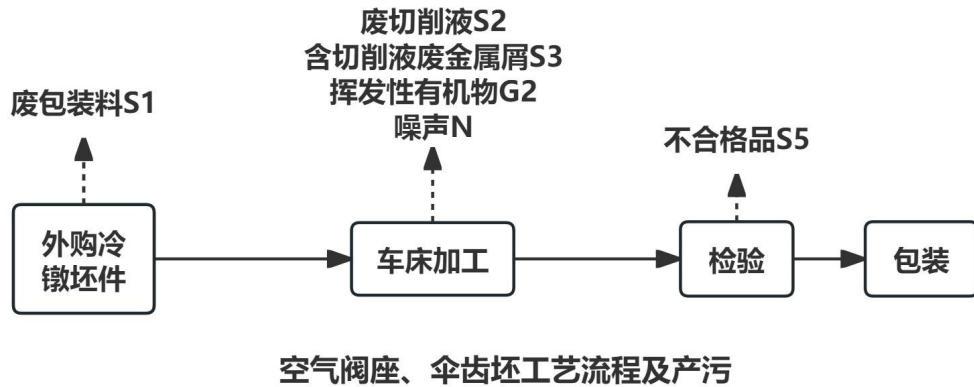 废切削液S2
含切削液废金属屑S3
挥发性有机物G2
噪声N
废包装料S1
不合格品S5
外购冷
镦坯件
车床加工
检验
包装
空气阀座、伞齿坯工艺流程及产污